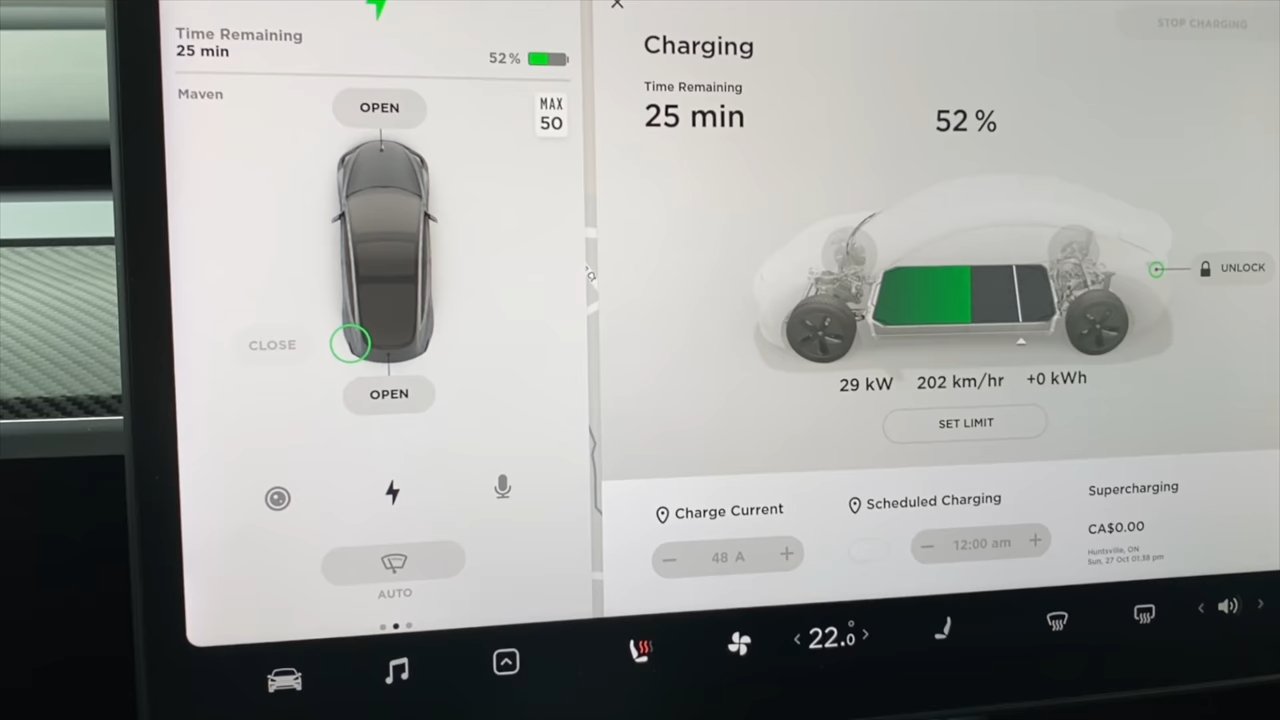 Time Remaining
25 min
52%
Maven
OPEN
MAX
50
CLOSE
OPEN
AUTO
STOP CHARGING
Charging
Time Remaining
25 min
52 %
UNLOCK
29 kW
202 km/hr
+0 kWh
SET LIMIT
Charge Current
48 A
Scheduled Charging
12:00 am
Supercharging
CA$0.00
Huntsville, ON
Sun, 27 Oct 01:38 pm
22.0